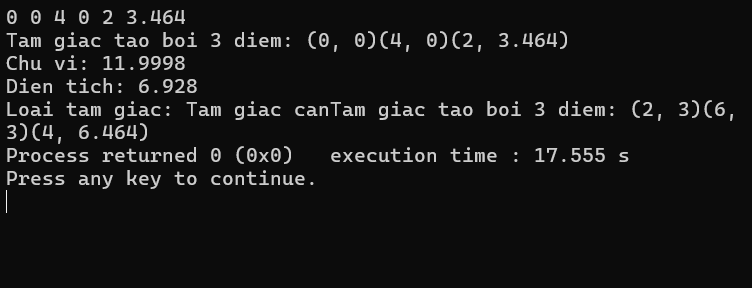 0 0 4 0 2 3.464
Tam giac tao boi 3 diem: (0, 0)(4, 0)(2, 3.464)
Chu vi: 11.9998
Dien tich: 6.928
Loai tam giac: Tam giac canTam giac tao boi 3 diem: (2, 3)(6,
3)(4, 6.464)
Process returned 0 (0x0)   execution time : 17.555 s
Press any key to continue.